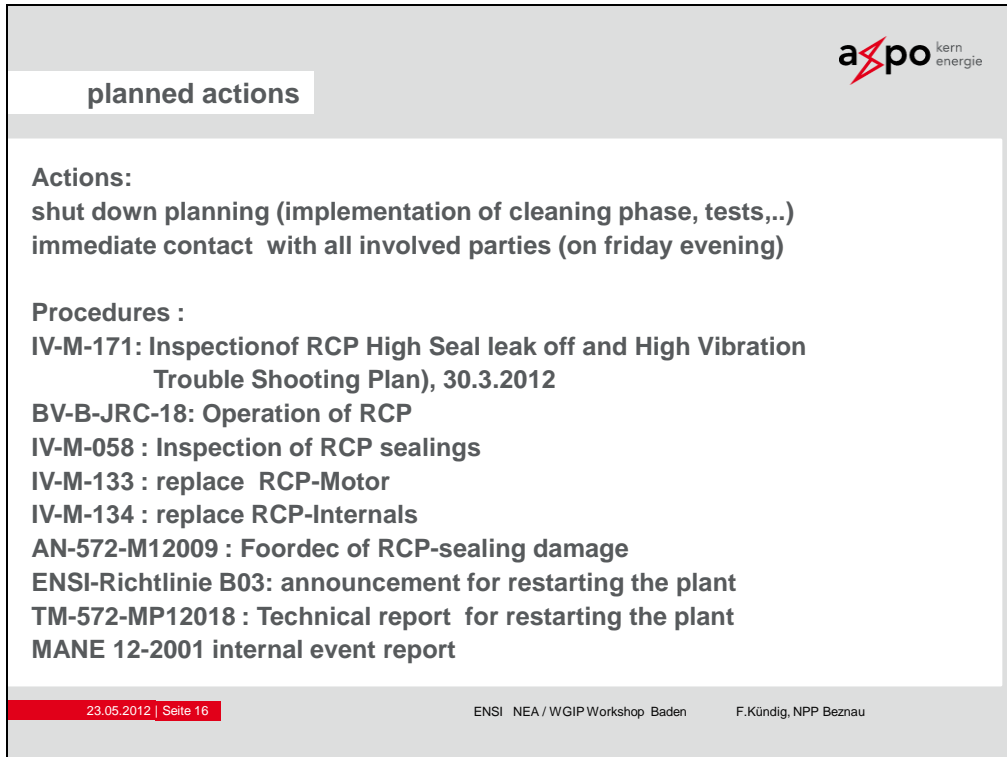 axpo kern
energie
planned actions
Actions:
shut down planning (implementation of cleaning phase, tests,..)
immediate contact with all involved parties (on friday evening)
Procedures :
IV-M-171: Inspectionof RCP High Seal leak off and High Vibration
Trouble Shooting Plan), 30.3.2012
BV-B-JRC-18: Operation of RCP
IV-M-058 : Inspection of RCP sealings
IV-M-133 : replace RCP-Motor
IV-M-134 : replace RCP-Internals
AN-572-M12009 : Foordec of RCP-sealing damage
ENSI-Richtlinie B03: announcement for restarting the plant
TM-572-MP12018 : Technical report for restarting the plant
MANE 12-2001 internal event report
23.05.2012 | Seite 16 ENSI NEA / WGIP Workshop Baden F.Kündig, NPP Beznau